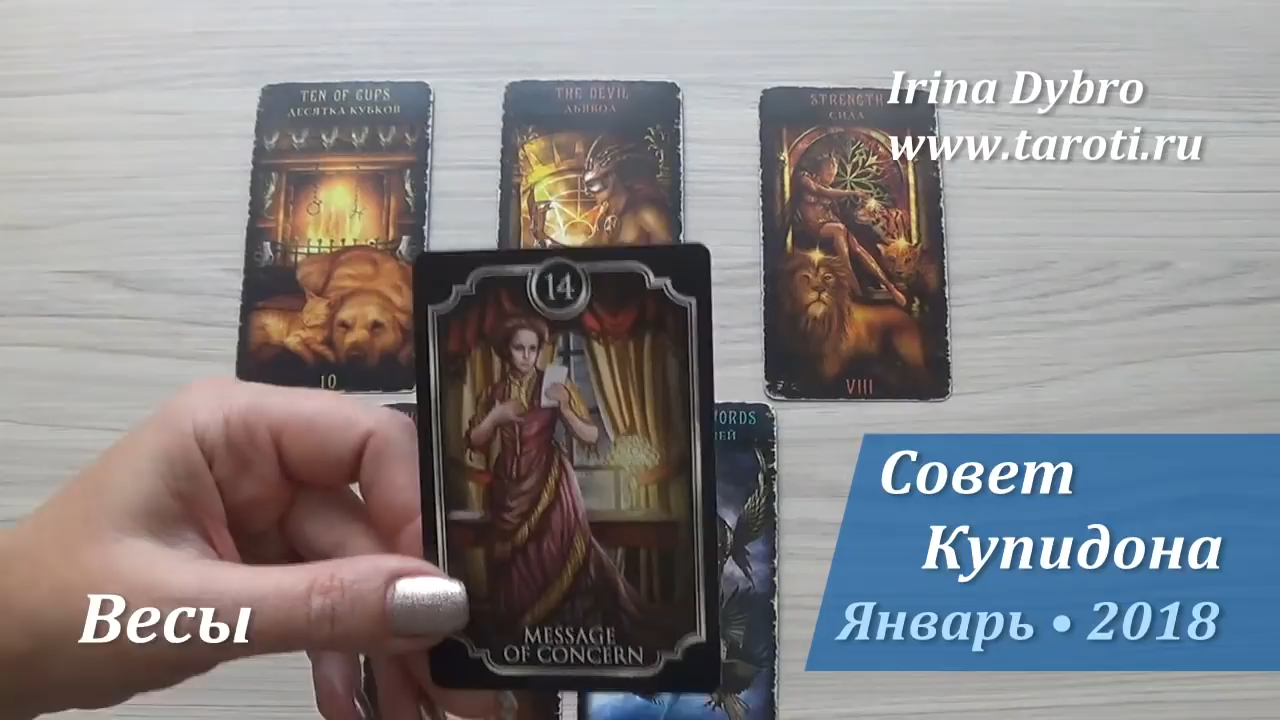 TEN OF CUPS
ДЕСЯТКА КУБКОВ
10
THE DEVIL
ДЬЯВОЛ
STRENGTH
СИЛА
VIII
Irina Dybro
www.taroti.ru
14
MESSAGE
OF CONCERN
Весы
Совет
Купидона
Январь • 2018